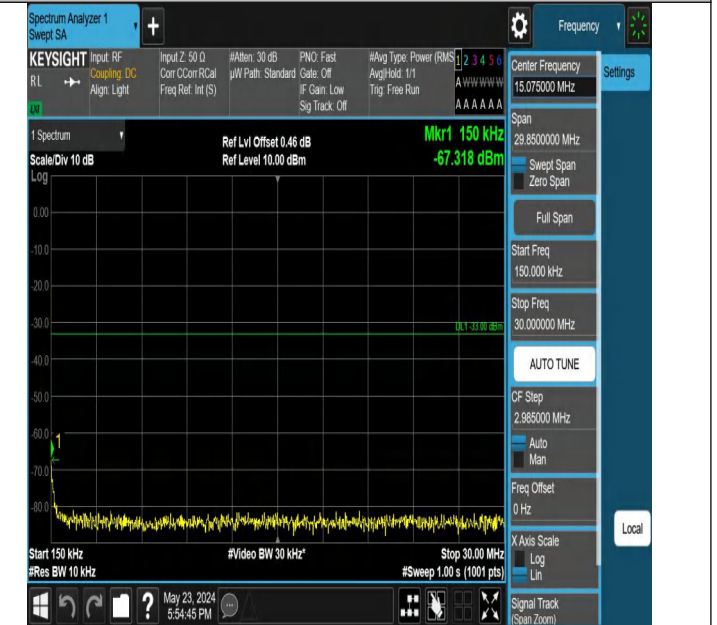 Spectrum Analyzer 1
Swept SA
+
Frequency
KEYSIGHT
RL
Input: RF
Coupling: DC
Align: Light
Input Z: 50 Ω
Corr CCorr RCal
Freq Ref: Int (S)
#Atten: 30 dB
µW Path: Standard
PNO: Fast
Gate: Off
IF Gain: Low
Sig Track: Off
#Avg Type: Power (RMS
Avg|Hold: 1/1
Trig: Free Run
1 2 3 4 5 6
A W W W W W
A A A A A A
1 Spectrum
Scale/Div 10 dB
Log
Ref Lvl Offset 0.46 dB
Ref Level 10.00 dBm
Mkr1 150 kHz
-67.318 dBm
0.00
-10.0
-20.0
-30.0
DL1 -33.00 dBm
-40.0
-50.0
-60.0
1
-70.0
-80.0
Start 150 kHz
#Video BW 30 kHz*
Stop 30.00 MHz
#Res BW 10 kHz
#Sweep 1.00 s (1001 pts)
?
May 23, 2024
5:54:45 PM
Center Frequency
15.075000 MHz
Settings
Span
29.8500000 MHz
Swept Span
Zero Span
Full Span
Start Freq
150.000 kHz
Stop Freq
30.000000 MHz
AUTO TUNE
CF Step
2.985000 MHz
Auto
Man
Freq Offset
0 Hz
X Axis Scale
Log
Lin
Local
Signal Track
(Span Zoom)